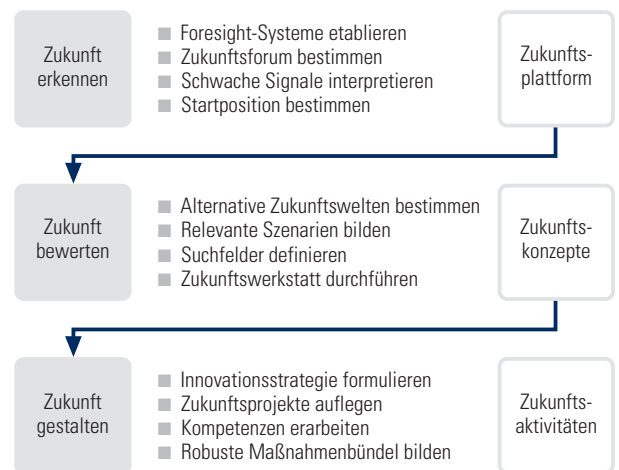 Zukunft
erkennen
■ Foresight-Systeme etablieren
■ Zukunftsforum bestimmen
■ Schwache Signale interpretieren
■ Startposition bestimmen
Zukunfts-
plattform
Zukunft
bewerten
■ Alternative Zukunftswelten bestimmen
■ Relevante Szenarien bilden
■ Suchfelder definieren
■ Zukunftswerkstatt durchführen
Zukunfts-
konzepte
Zukunft
gestalten
■ Innovationsstrategie formulieren
■ Zukunftsprojekte auflegen
■ Kompetenzen erarbeiten
■ Robuste Maßnahmenbündel bilden
Zukunfts-
aktivitäten